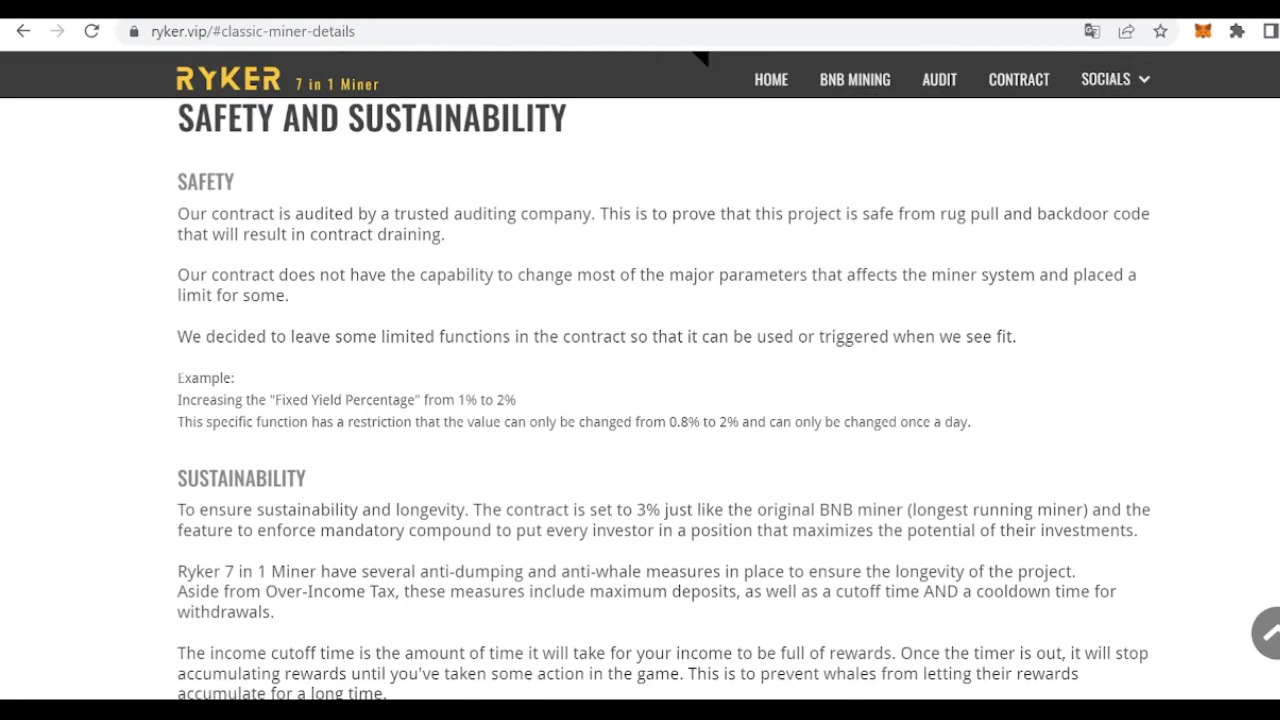 ryker.vip/#classic-miner-details
RYKER 7 in 1 Miner HOME BNB MINING AUDIT CONTRACT SOCIALS
SAFETY AND SUSTAINABILITY
SAFETY
Our contract is audited by a trusted auditing company. This is to prove that this project is safe from rug pull and backdoor code
that will result in contract draining.
Our contract does not have the capability to change most of the major parameters that affects the miner system and placed a
limit for some.
We decided to leave some limited functions in the contract so that it can be used or triggered when we see fit.
Example:
Increasing the "Fixed Yield Percentage" from 1% to 2%
This specific function has a restriction that the value can only be changed from 0.8% to 2% and can only be changed once a day.
SUSTAINABILITY
To ensure sustainability and longevity. The contract is set to 3% just like the original BNB miner (longest running miner) and the
feature to enforce mandatory compound to put every investor in a position that maximizes the potential of their investments.
Ryker 7 in 1 Miner have several anti-dumping and anti-whale measures in place to ensure the longevity of the project.
Aside from Over-Income Tax, these measures include maximum deposits, as well as a cutoff time AND a cooldown time for
withdrawals.
The income cutoff time is the amount of time it will take for your income to be full of rewards. Once the timer is out, it will stop
accumulating rewards until you've taken some action in the game. This is to prevent whales from letting their rewards
accumulate for a long time.